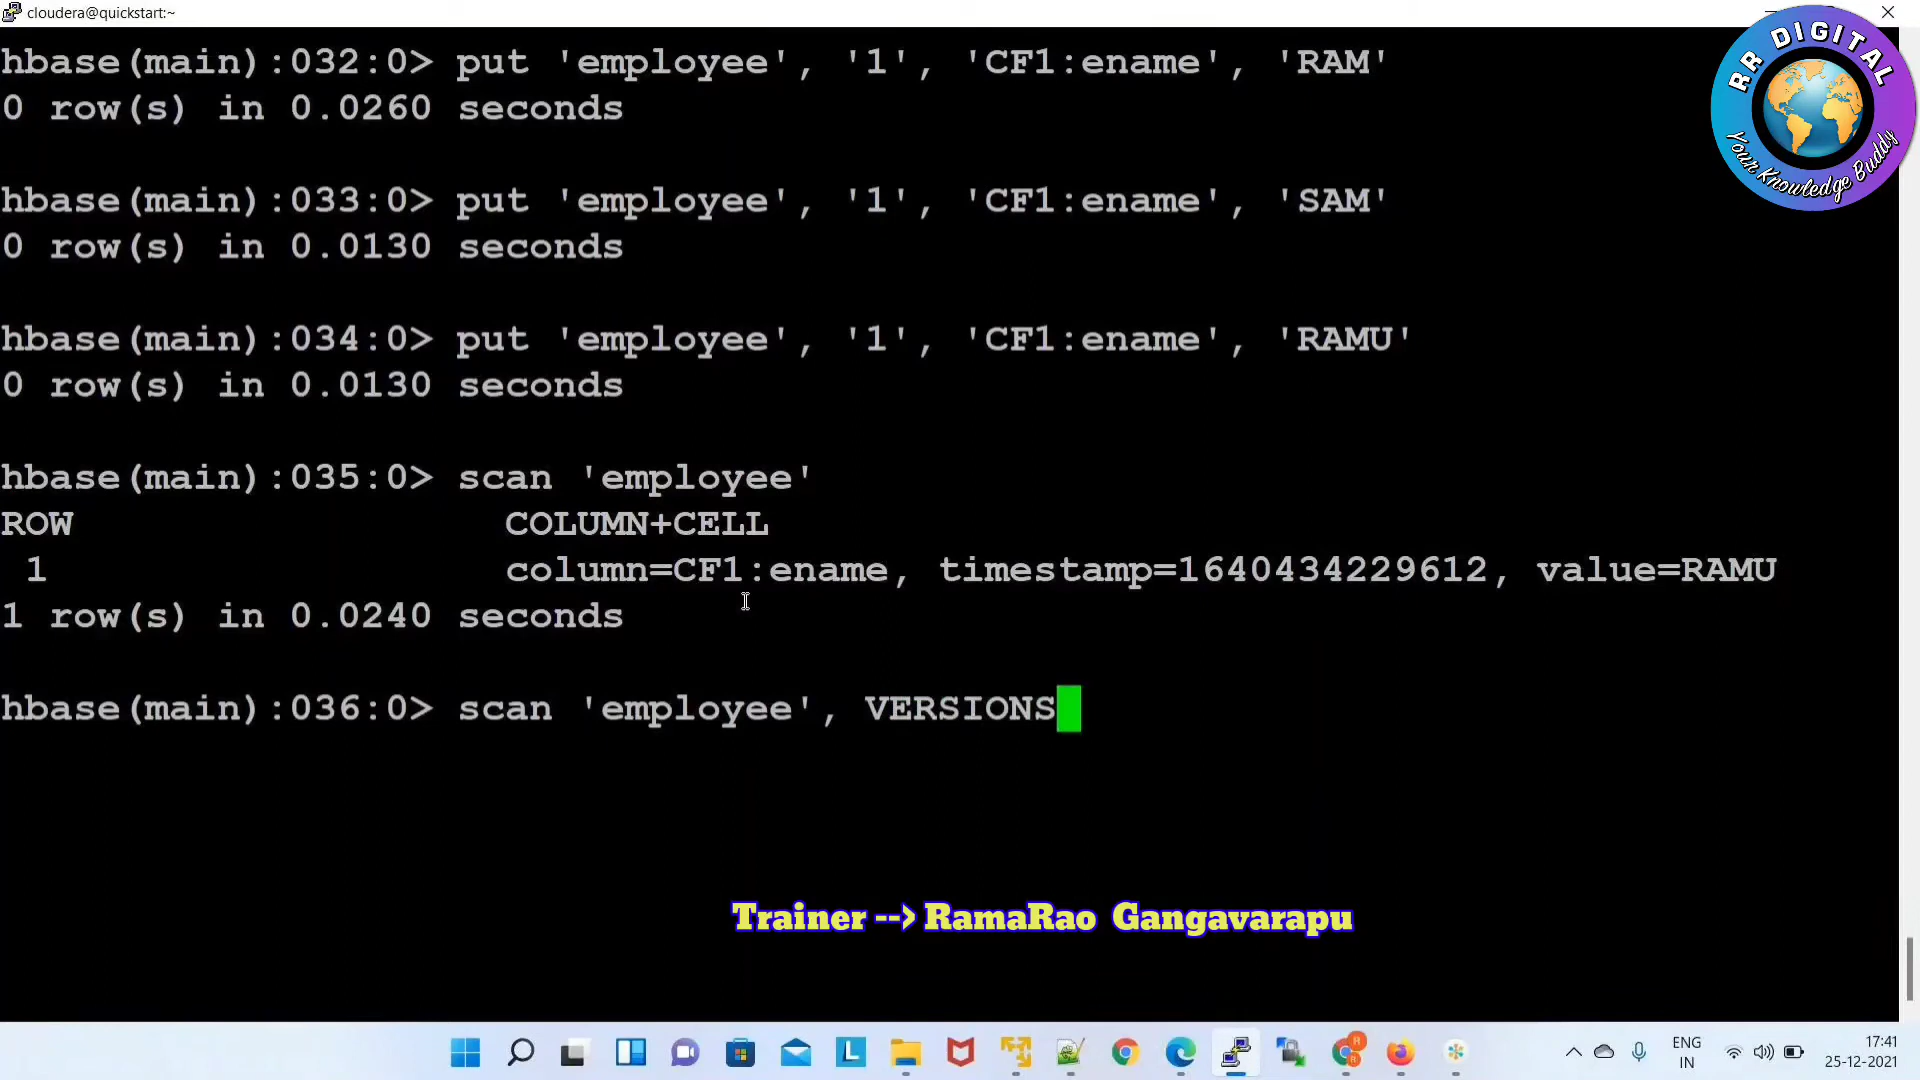 cloudera@quickstart:~
hbase(main):032:0> put 'employee', '1', 'CF1:ename', 'RAM'
0 row(s) in 0.0260 seconds
hbase(main):033:0> put 'employee', '1', 'CF1:ename', 'SAM'
0 row(s) in 0.0130 seconds
hbase(main):034:0> put 'employee', '1', 'CF1:ename', 'RAMU'
0 row(s) in 0.0130 seconds
hbase(main):035:0> scan 'employee'
ROW COLUMN+CELL
1 column=CF1:ename, timestamp=1640434229612, value=RAMU
1 row(s) in 0.0240 seconds
hbase(main):036:0> scan 'employee', VERSIONS
RR DIGITAL
Your Knowledge Buddy
Trainer --> RamaRao Gangavarapu
ENG
IN
17:41
25-12-2021